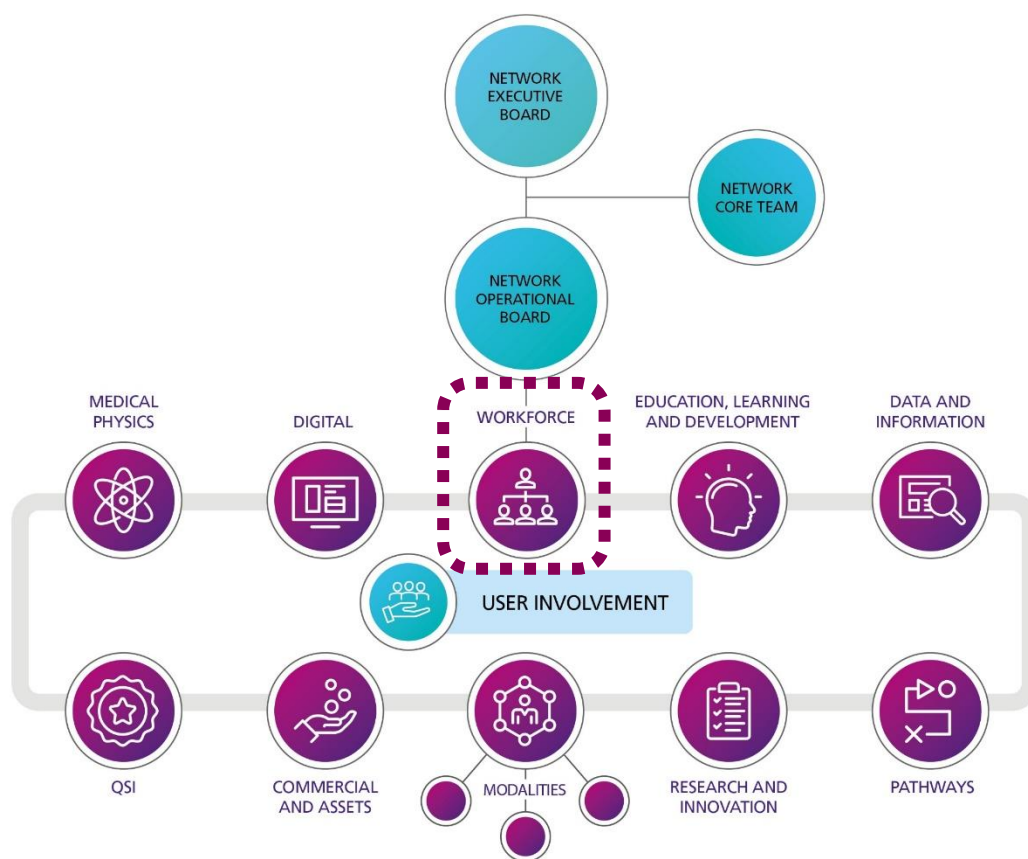 NETWORK
EXECUTIVE
BOARD
NETWORK
CORE TEAM
NETWORK
OPERATIONAL
BOARD
MEDICAL
PHYSICS
DIGITAL
WORKFORCE
EDUCATION, LEARNING
AND DEVELOPMENT
DATA AND
INFORMATION
USER INVOLVEMENT
QSI
COMMERCIAL
AND ASSETS
MODALITIES
RESEARCH AND
INNOVATION
PATHWAYS